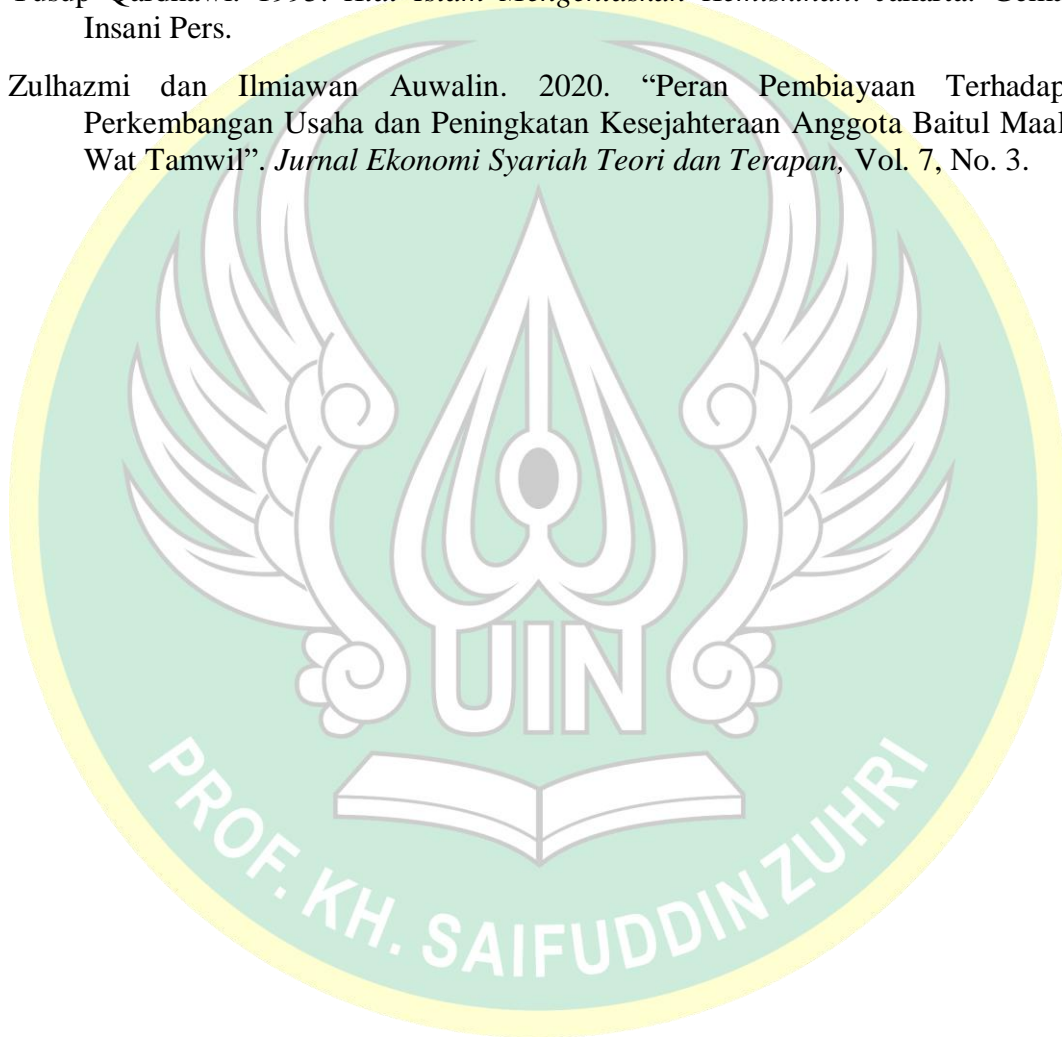 Insani Pers.
Zulhazmi dan Ilmiawan Auwalin. 2020. “Peran Pembiayaan Terhadap
Perkembangan Usaha dan Peningkatan Kesejahteraan Anggota Baitul Maal
Wat Tamwil”. Jurnal Ekonomi Syariah Teori dan Terapan, Vol. 7, No. 3.
UIN
PROF. KH. SAIFUDDIN ZUHRI